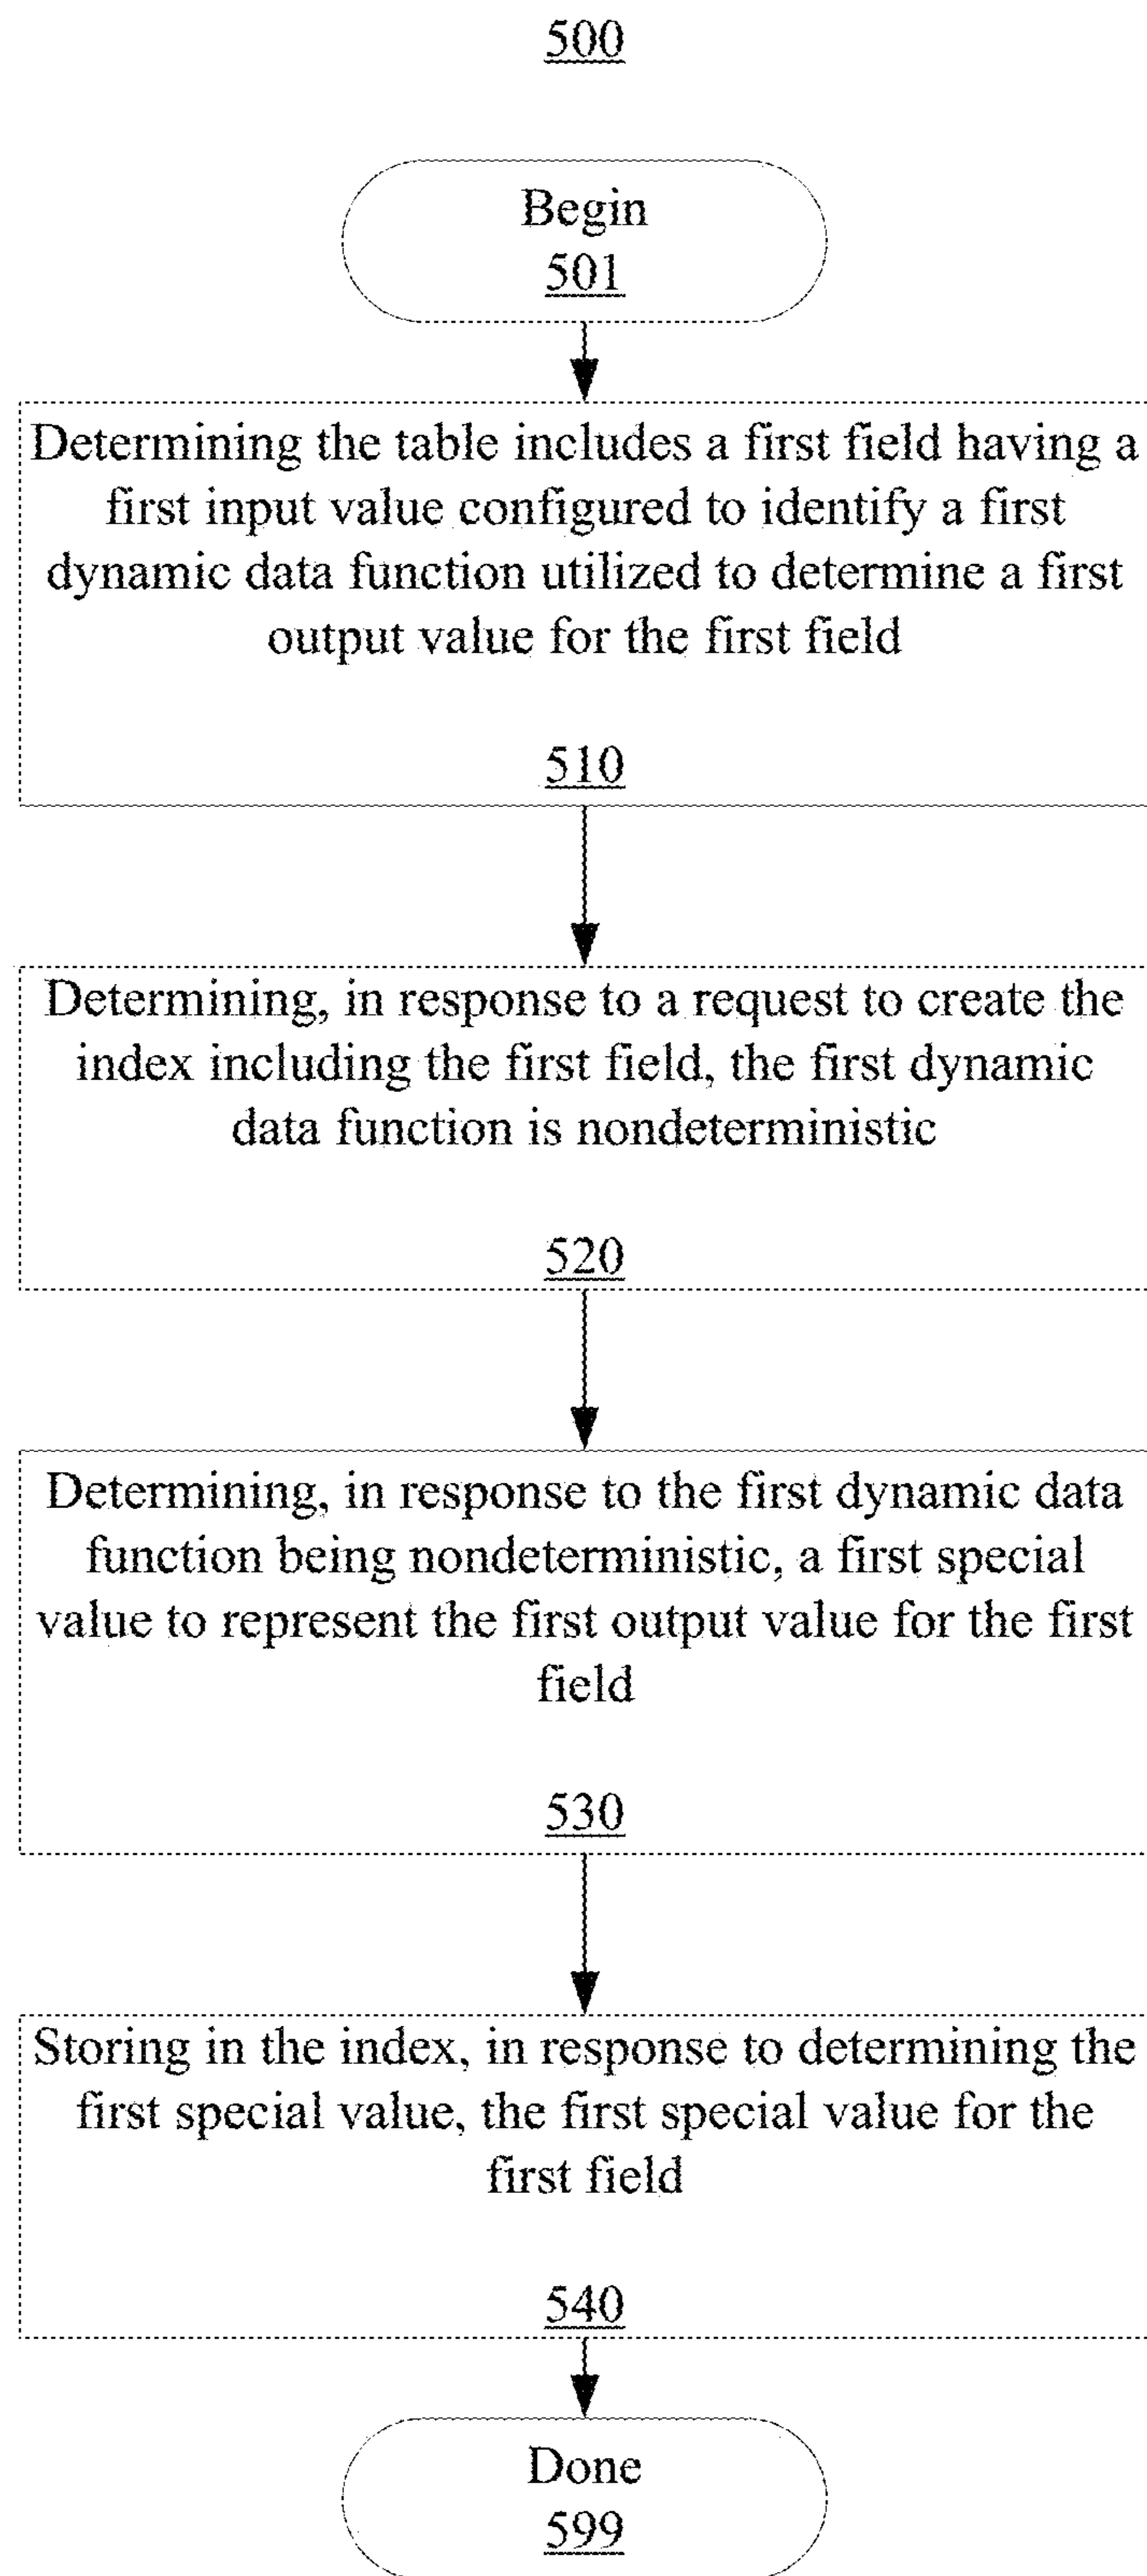 500
Begin
501
Determining the table includes a first field having a
first input value configured to identify a first
dynamic data function utilized to determine a first
output value for the first field
510
Determining, in response to a request to create the
index including the first field, the first dynamic
data function is nondeterministic
520
Determining, in response to the first dynamic data
function being nondeterministic, a first special
value to represent the first output value for the first
field
530
Storing in the index, in response to determining the
first special value, the first special value for the
first field
540
Done
599